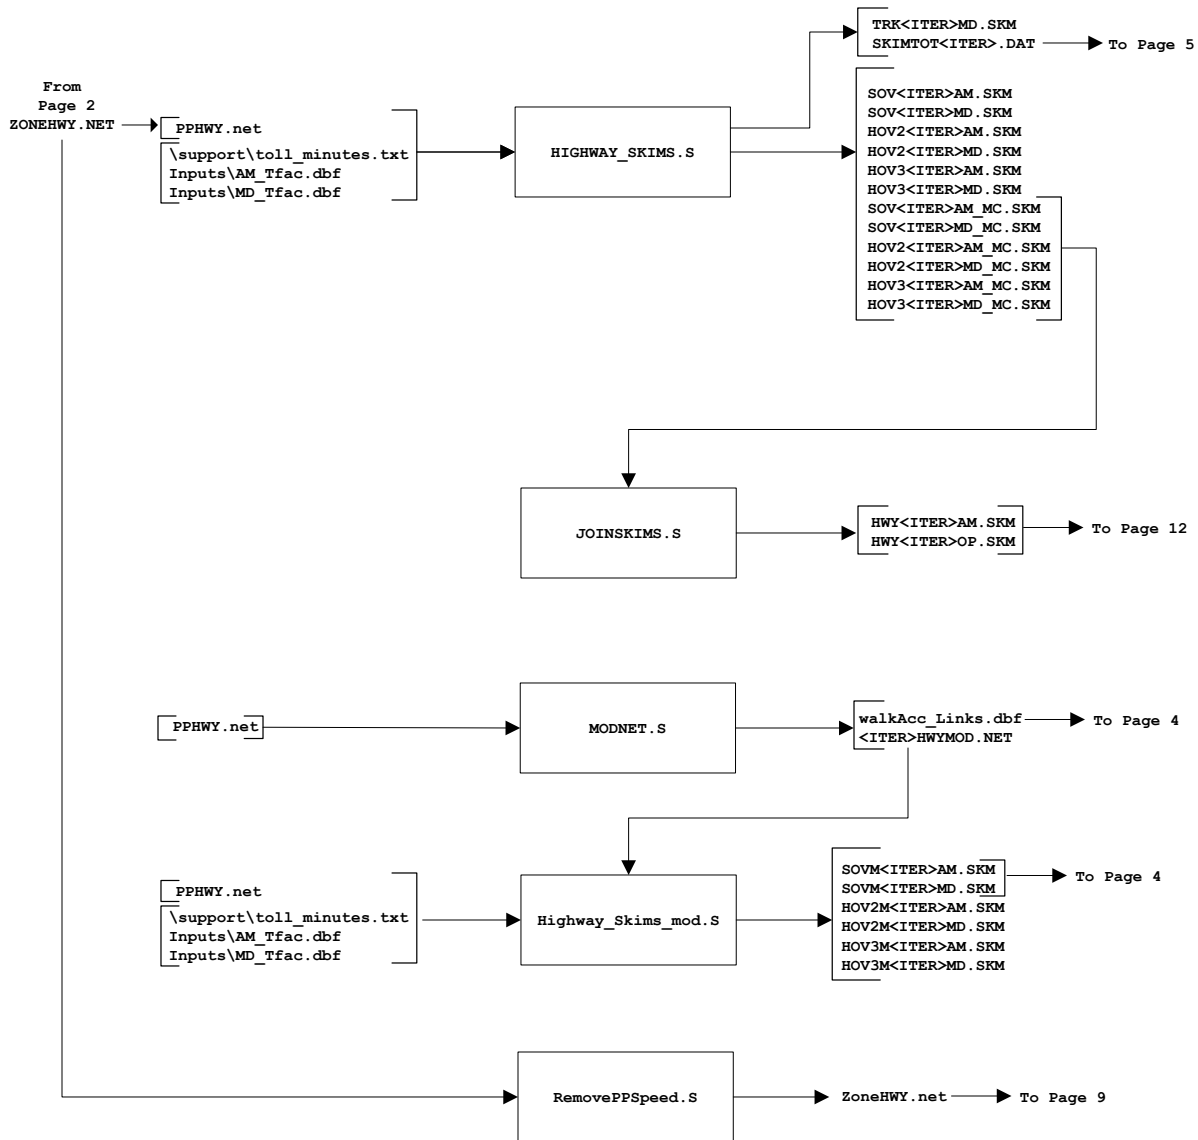 TRK<ITER>MD.SKM
SKIMTOT<ITER>.DAT
To Page 5
From
Page 2
ZONEHWY.NET
PPHWY.net
\support\toll_minutes.txt
Inputs\AM_Tfac.dbf
Inputs\MD_Tfac.dbf
HIGHWAY_SKIMS.S
SOV<ITER>AM.SKM
SOV<ITER>MD.SKM
HOV2<ITER>AM.SKM
HOV2<ITER>MD.SKM
HOV3<ITER>AM.SKM
HOV3<ITER>MD.SKM
SOV<ITER>AM_MC.SKM
SOV<ITER>MD_MC.SKM
HOV2<ITER>AM_MC.SKM
HOV2<ITER>MD_MC.SKM
HOV3<ITER>AM_MC.SKM
HOV3<ITER>MD_MC.SKM
JOINSKIMS.S
HWY<ITER>AM.SKM
HWY<ITER>OP.SKM
To Page 12
PPHWY.net
MODNET.S
walkAcc_Links.dbf
<ITER>HWYMOD.NET
To Page 4
PPHWY.net
\support\toll_minutes.txt
Inputs\AM_Tfac.dbf
Inputs\MD_Tfac.dbf
Highway_Skims_mod.S
SOVM<ITER>AM.SKM
SOVM<ITER>MD.SKM
HOV2M<ITER>AM.SKM
HOV2M<ITER>MD.SKM
HOV3M<ITER>AM.SKM
HOV3M<ITER>MD.SKM
To Page 4
RemovePPSpeed.S
ZoneHWY.net
To Page 9